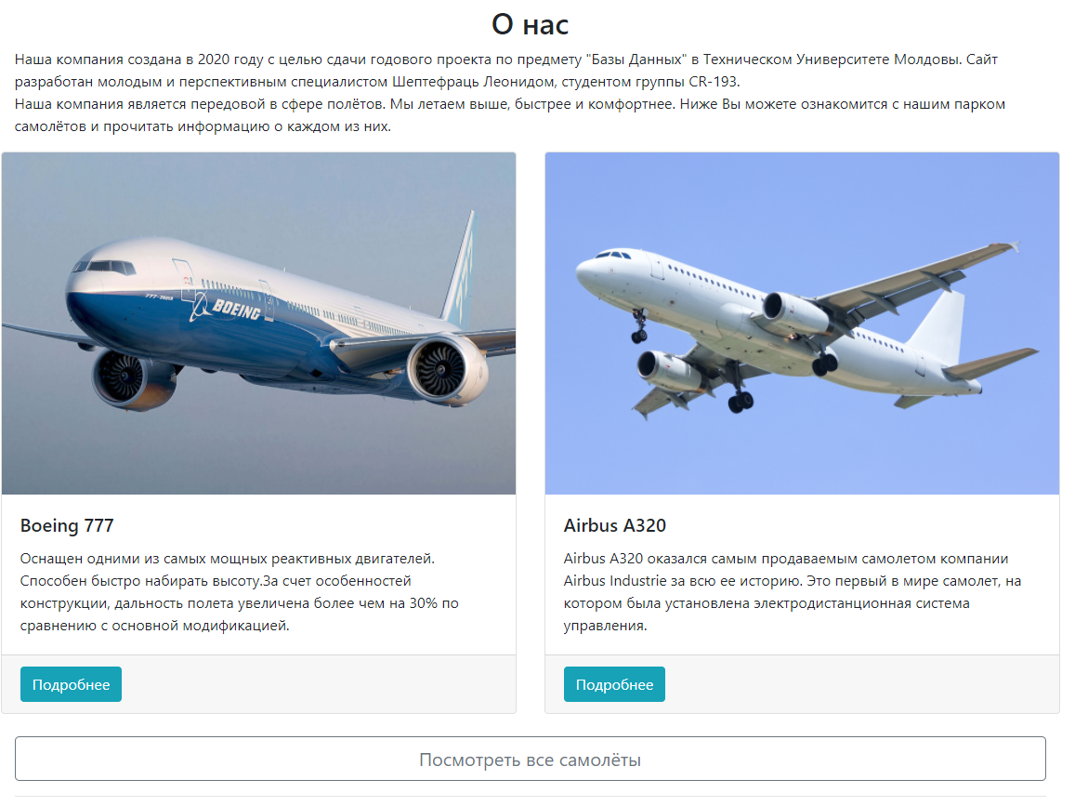 О нас
Наша компания создана в 2020 году с целью сдачи годового проекта по предмету "Базы Данных" в Техническом Университете Молдовы. Сайт
разработан молодым и перспективным специалистом Шептефраць Леонидом, студентом группы CR-193.
Наша компания является передовой в сфере полётов. Мы летаем выше, быстрее и комфортнее. Ниже Вы можете ознакомится с нашим парком
самолётов и прочитать информацию о каждом из них.
BOEING
Boeing 777
Оснащен одними из самых мощных реактивных двигателей.
Способен быстро набирать высоту.За счет особенностей
конструкции, дальность полета увеличена более чем на 30% по
сравнению с основной модификацией.
Подробнее
Airbus A320
Airbus A320 оказался самым продаваемым самолетом компании
Airbus Industrie за всю ее историю. Это первый в мире самолет, на
котором была установлена электродистанционная система
управления.
Подробнее
Посмотреть все самолёты